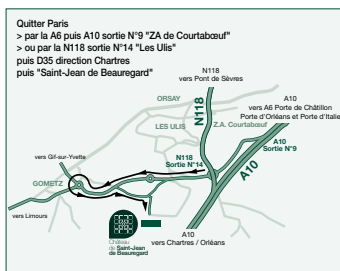 Quitter Paris
> par la A6 puis A10 sortie N°9 "ZA de Courtabœuf"
> ou par la N118 sortie N°14 "Les Ulis"
puis D35 direction Chartres
puis "Saint-Jean de Beauregard"
N118
vers Pont de Sèvres
A10
vers A6 Porte de Châtillon
Porte d'Orléans et Porte d'Italie
ORSAY
N118
LES ULIS
Z.A. Courtabœuf
A10
Sortie N°9
vers Gif-sur-Yvette
N118
Sortie N°14
A10
GOMETZ
vers Limours
A10
vers Chartres / Orléans
Château
de Saint-Jean
de Beauregard